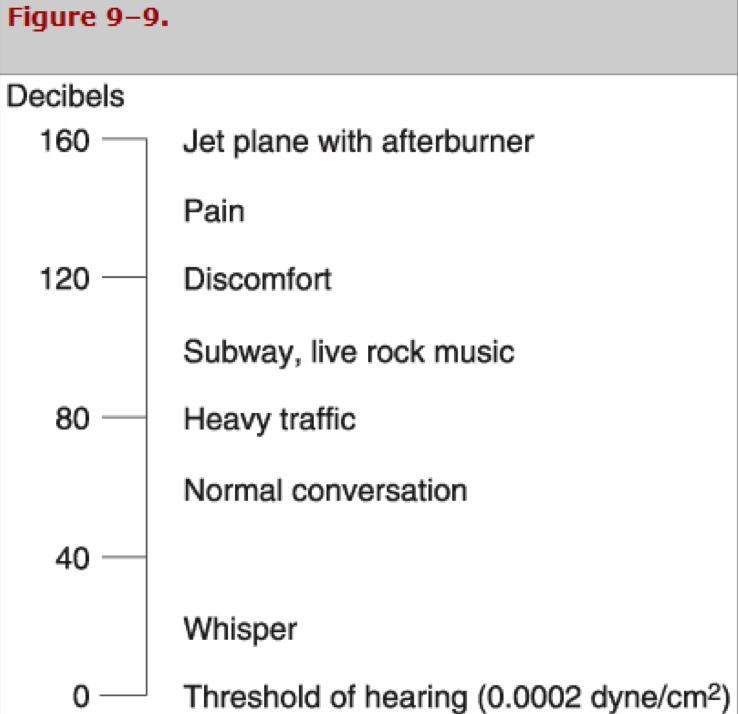 Figure 9–9.
Decibels
160 Jet plane with afterburner
Pain
120 Discomfort
Subway, live rock music
80 Heavy traffic
Normal conversation
40
Whisper
0 Threshold of hearing (0.0002 dyne/cm²)